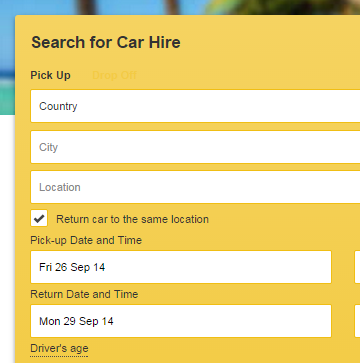 Search for Car Hire
Pick Up Drop Off
Country
City
Location
Return car to the same location
Pick-up Date and Time
Fri 26 Sep 14
Return Date and Time
Mon 29 Sep 14
Driver's age